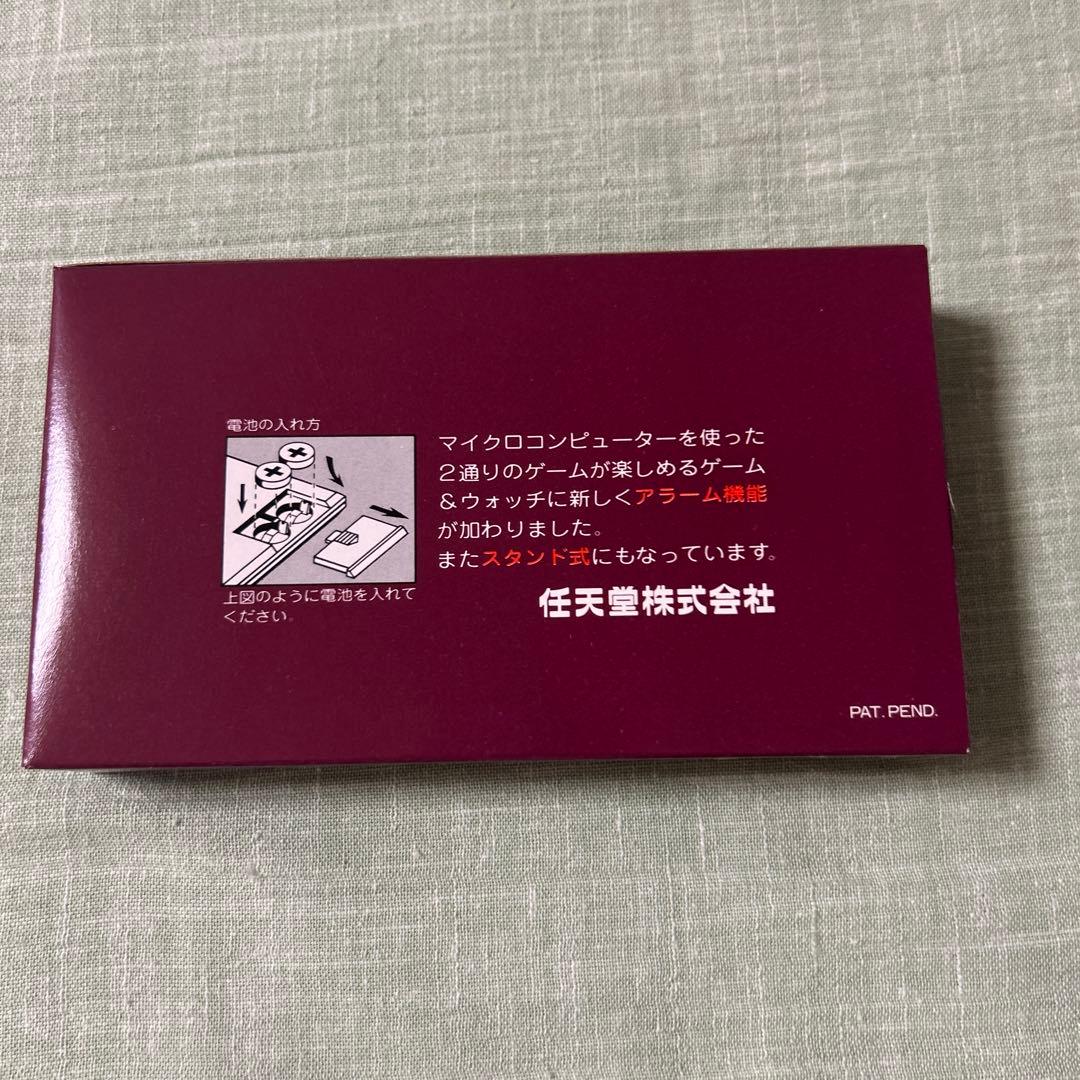 電池の入れ方
上図のように電池を入れて
ください。
マイクロコンピューターを使った
2通りのゲームが楽しめるゲーム
&ウォッチに新しくアラーム機能
が加わりました。
またスタンド式にもなっています。
任天堂株式会社
PAT. PEND.